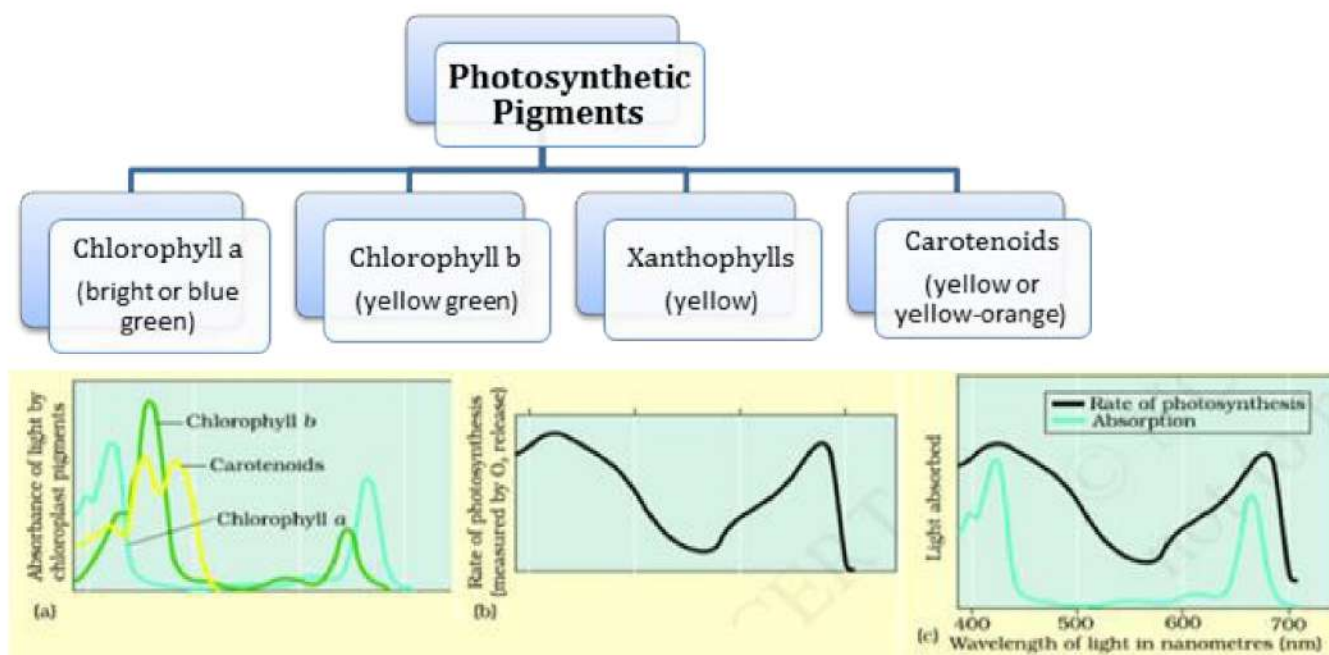 Photosynthetic
Pigments
Chlorophyll a
(bright or blue
green)
Chlorophyll b
(yellow green)
Xanthophylls
(yellow)
Carotenoids
(yellow or
yellow-orange)
Absorbance of light by
chloroplast pigments
Chlorophyll b
Carotenoids
Chlorophyll a
(a)
Rate of photosynthesis
(measured by O₂ release)
(b)
Light absorbed
Rate of photosynthesis
Absorption
400 500 600 700
(c) Wavelength of light in nanometres (nm)